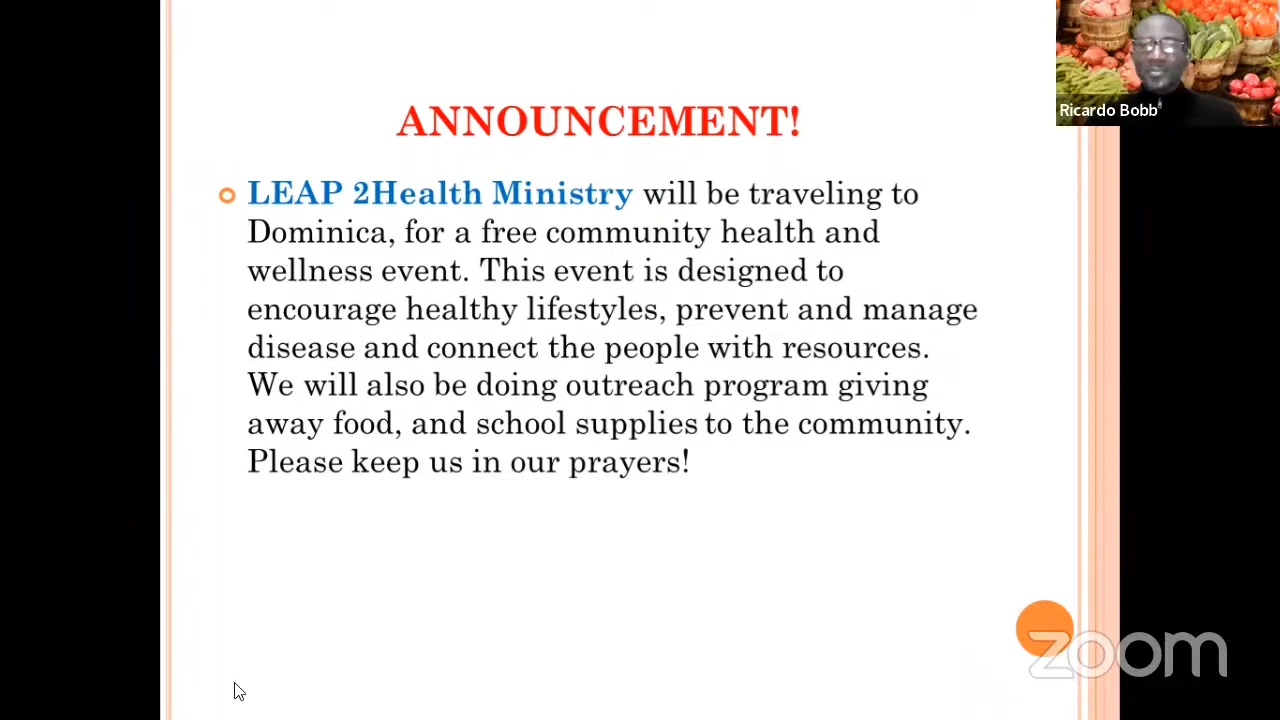 Ricardo Bobb
ANNOUNCEMENT!
LEAP 2Health Ministry will be traveling to
Dominica, for a free community health and
wellness event. This event is designed to
encourage healthy lifestyles, prevent and manage
disease and connect the people with resources.
We will also be doing outreach program giving
away food, and school supplies to the community.
Please keep us in our prayers!
zoom